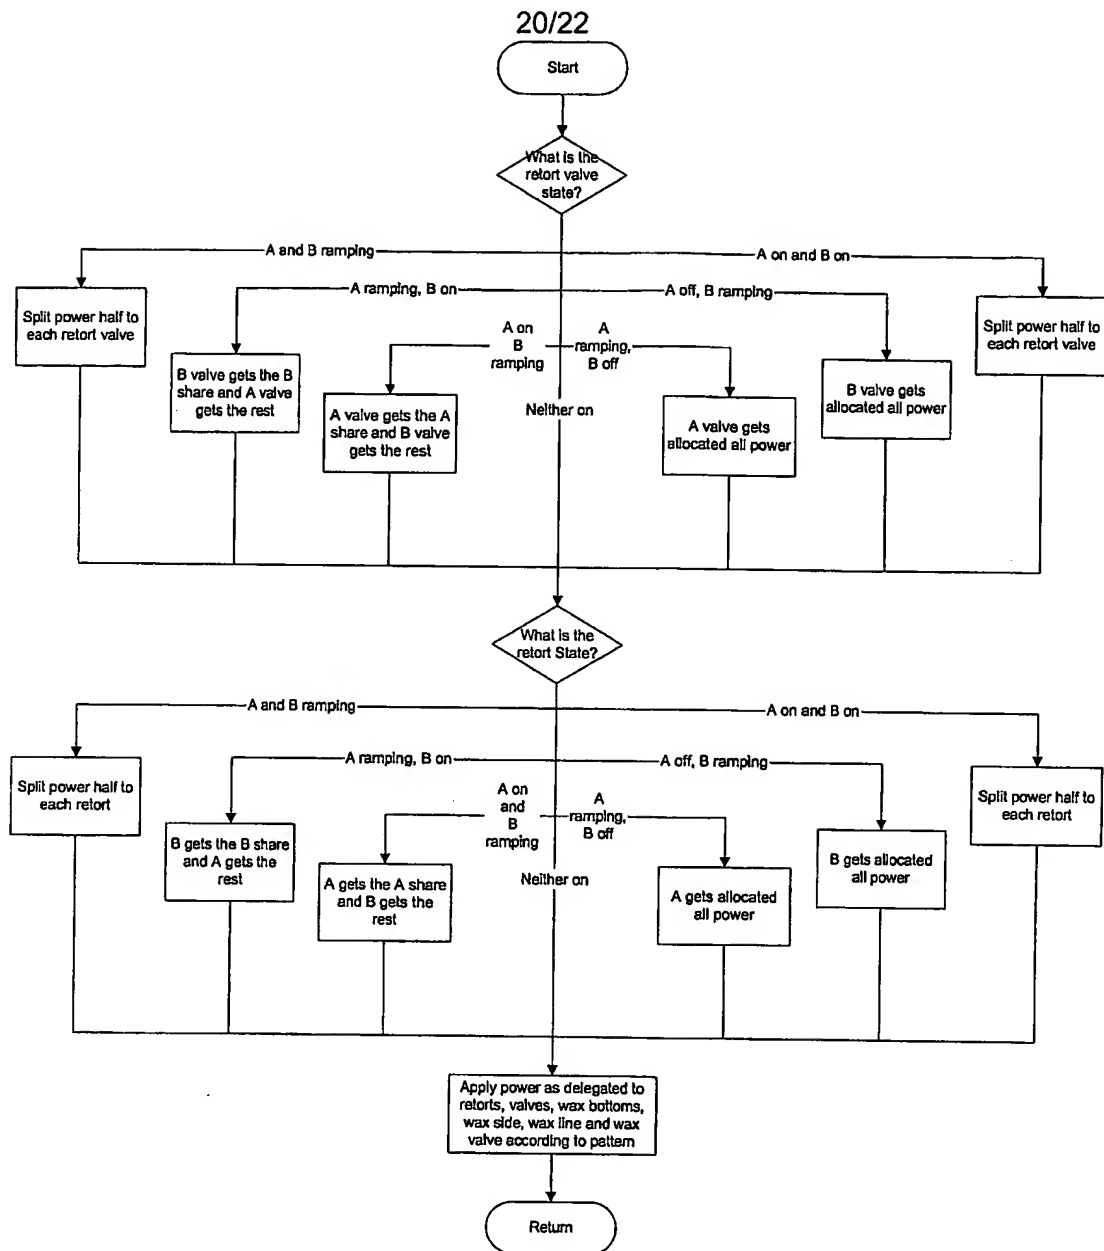 20/22
Start
What is the
retort valve
state?
A and B ramping
A on and B on
Split power half to
each retort valve
A ramping, B on
A off, B ramping
Split power half to
each retort valve
B valve gets the B
share and A valve
gets the rest
A on
B
ramping
A
ramping,
B off
B valve gets
allocated all power
A valve gets the A
share and B valve
gets the rest
Neither on
A valve gets
allocated all power
What is the
retort State?
A and B ramping
A on and B on
Split power half to
each retort
A ramping, B on
A off, B ramping
Split power half to
each retort
B gets the B share
and A gets the
rest
A on
and
B
ramping
A
ramping,
B off
B gets allocated
all power
A gets the A share
and B gets the
rest
Neither on
A gets allocated
all power
Apply power as delegated to
retorts, valves, wax bottoms,
wax side, wax line and wax
valve according to pattern
Return